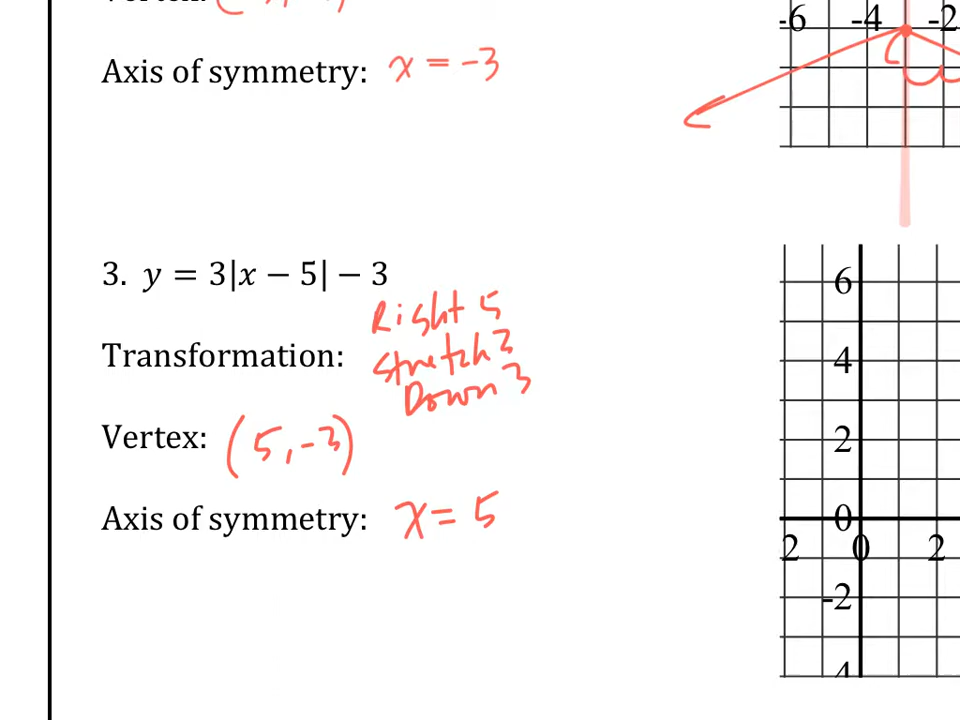 -6 -4 -2
Axis of symmetry: x = -3
3. y = 3|x − 5| − 3
Right 5
Transformation: Stretch 3
Down 3
Vertex: (5, -3)
Axis of symmetry: x = 5
6
4
2
0
2 0 2
-2